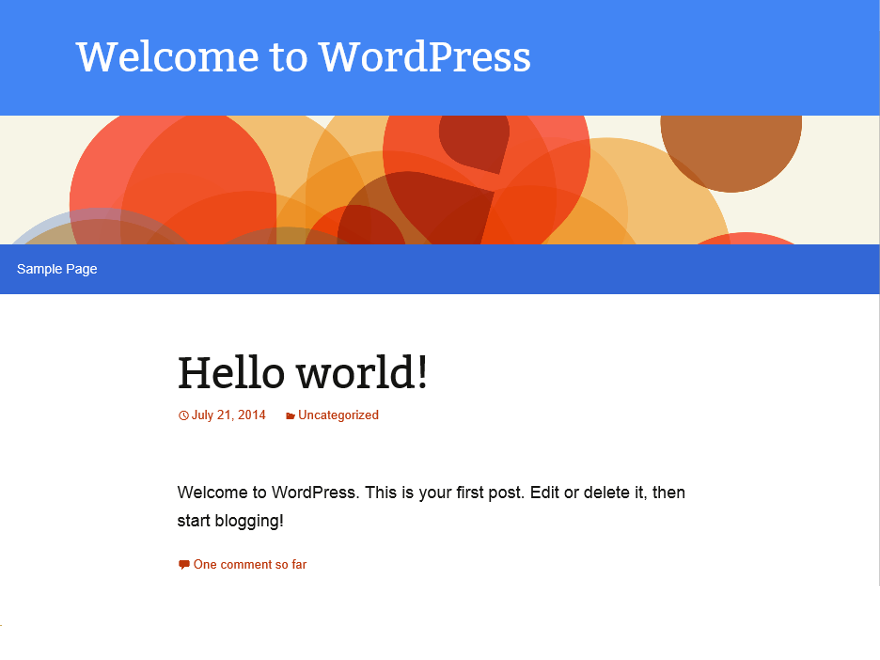 Welcome to WordPress
Sample Page
Hello world!
July 21, 2014 Uncategorized
Welcome to WordPress. This is your first post. Edit or delete it, then
start blogging!
One comment so far